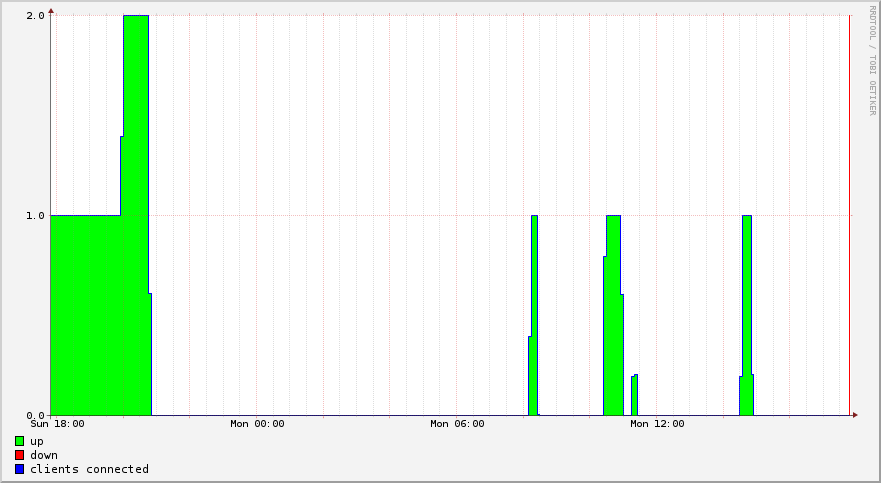 2.0
1.0
0.0
Sun 18:00 Mon 00:00 Mon 06:00 Mon 12:00
up
down
clients connected
RRDTOOL / TOBI OETIKER